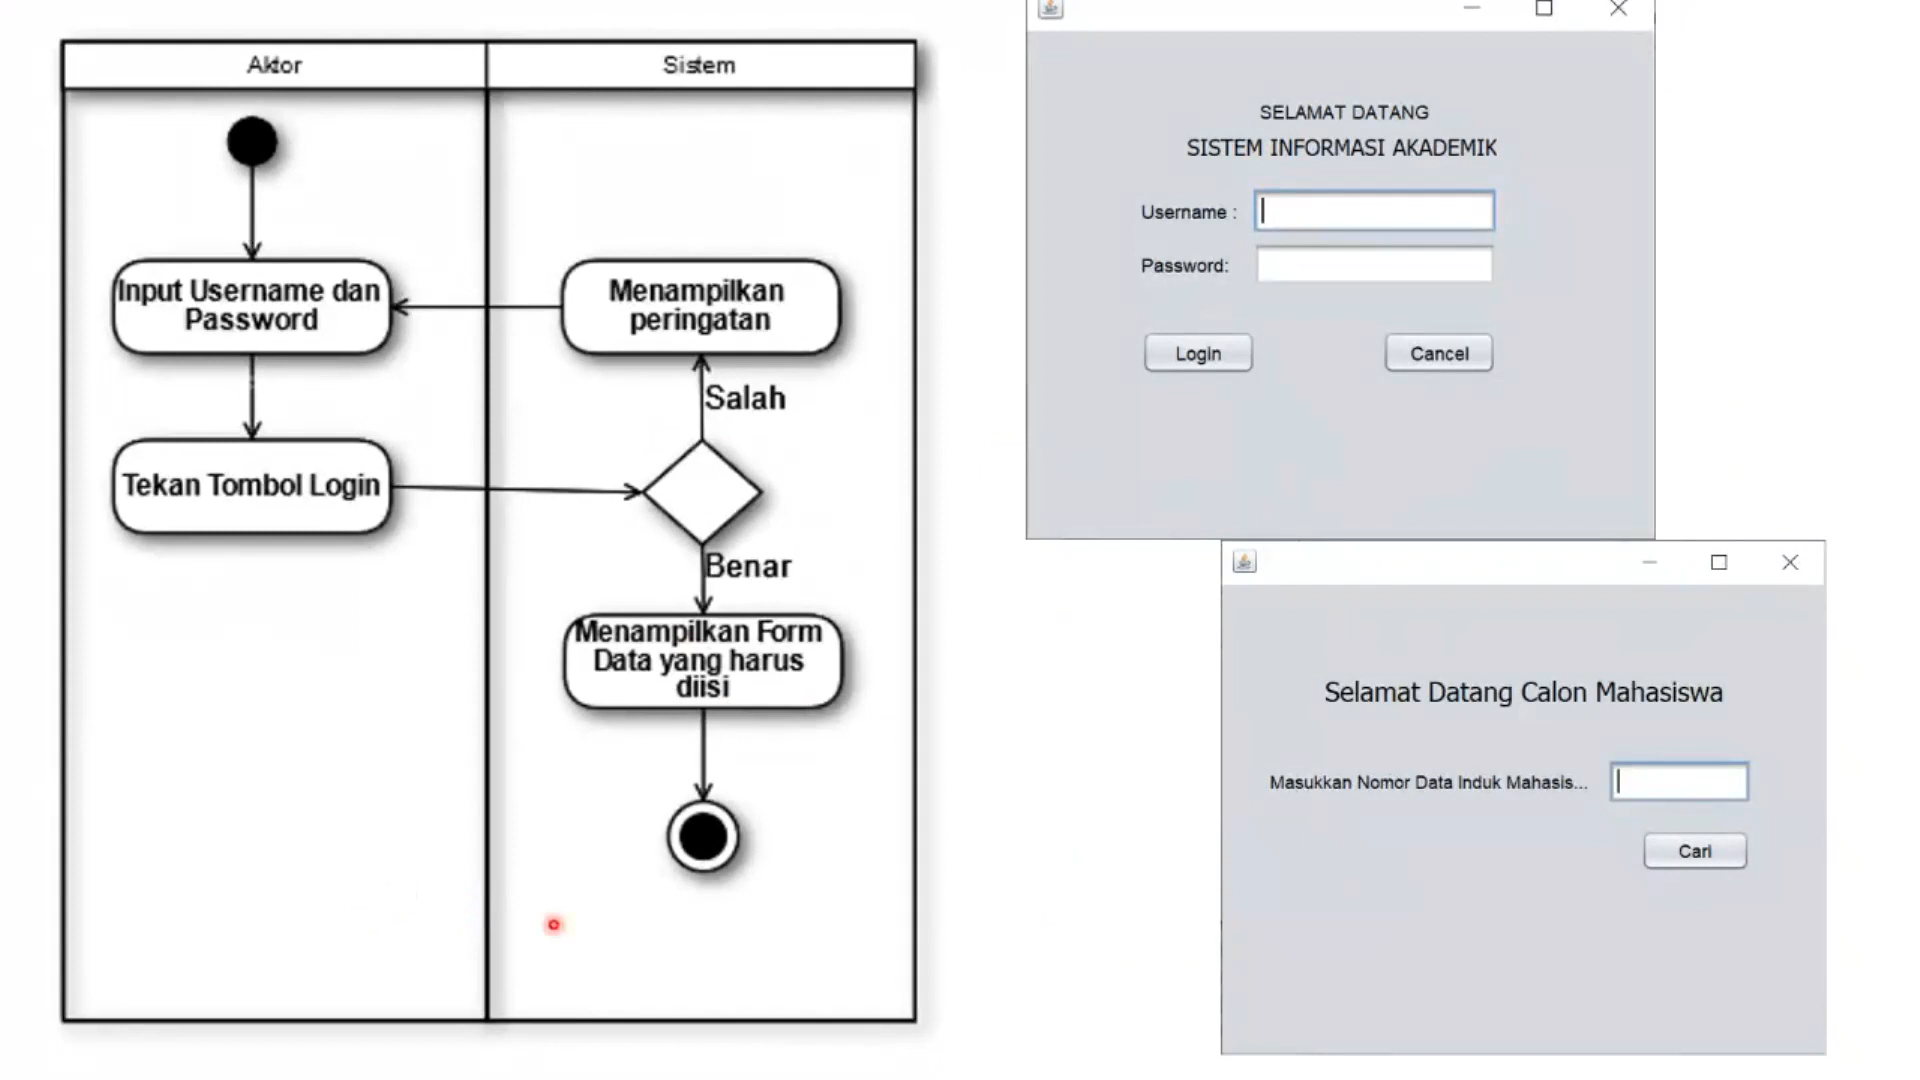 Aktor
Sistem
Input Username dan
Password
Menampilkan
peringatan
Salah
Tekan Tombol Login
Benar
Menampilkan Form
Data yang harus
diisi
SELAMAT DATANG
SISTEM INFORMASI AKADEMIK
Username :
Password:
Login
Cancel
Selamat Datang Calon Mahasiswa
Masukkan Nomor Data Induk Mahasis...
Cari